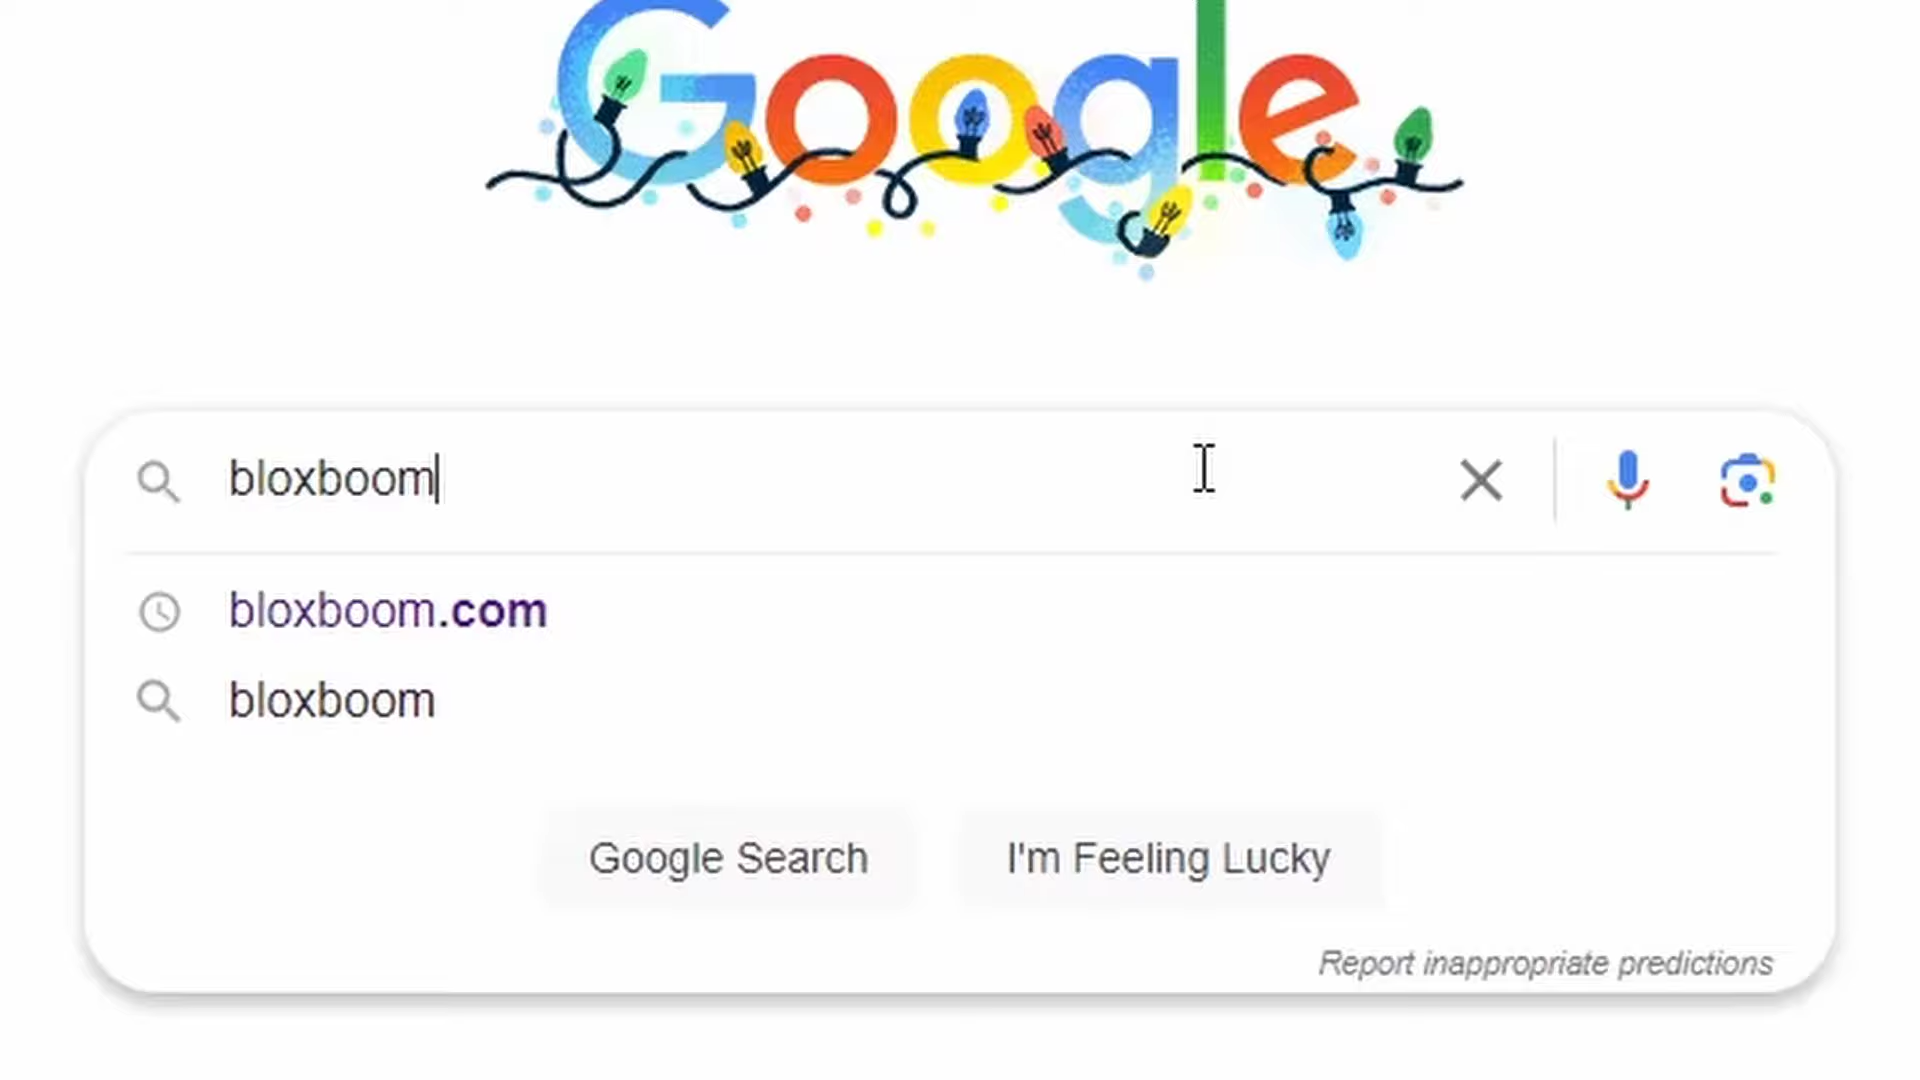 Google
bloxboom
bloxboom.com
bloxboom
Google Search
I'm Feeling Lucky
Report inappropriate predictions